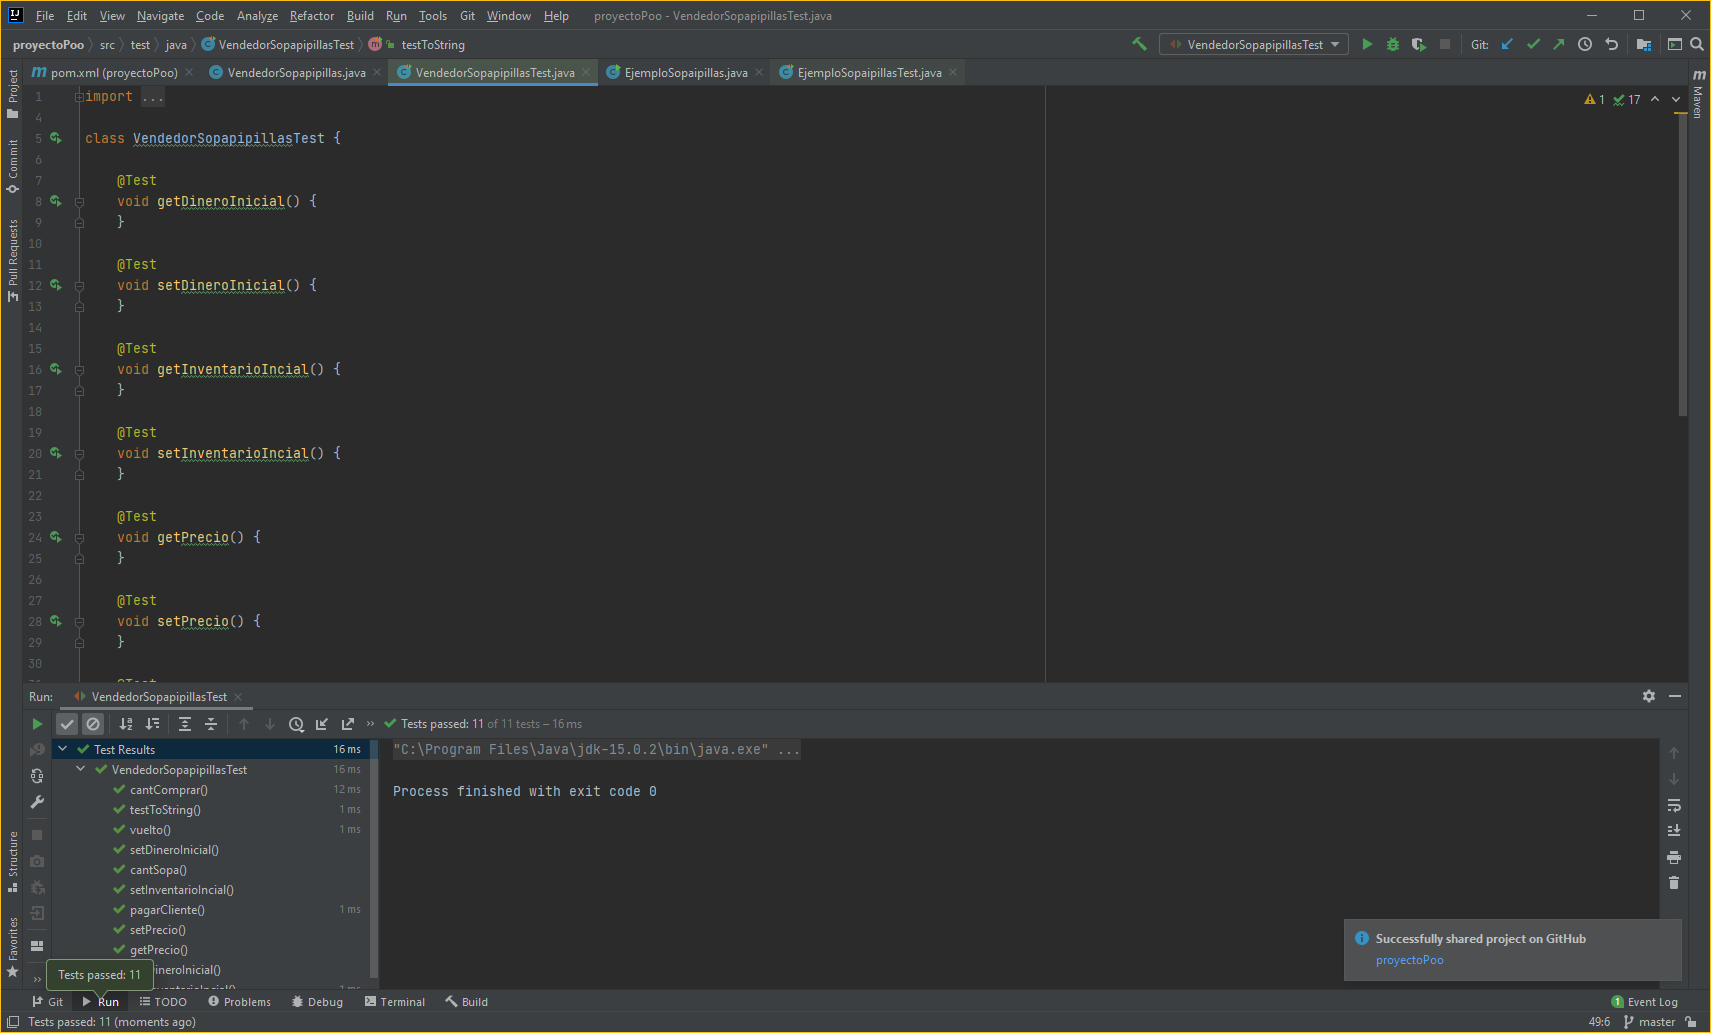 File Edit View Navigate Code Analyze Refactor Build Run Tools Git Window Help proyectoPoo - VendedorSopapipillasTest.java
proyectoPoo src test java VendedorSopapipillasTest testToString VendedorSopapipillasTest Git:
pom.xml (proyectoPoo) VendedorSopapipillas.java VendedorSopapipillasTest.java EjemploSopaipillas.java EjemploSopaipillasTest.java
Project
Commit
Pull Requests
Structure
Favorites
Maven
1 17
1 import ...
4
5 class VendedorSopapipillasTest {
6
7 @Test
8 void getDineroInicial() {
9 }
10
11 @Test
12 void setDineroInicial() {
13 }
14
15 @Test
16 void getInventarioIncial() {
17 }
18
19 @Test
20 void setInventarioIncial() {
21 }
22
23 @Test
24 void getPrecio() {
25 }
26
27 @Test
28 void setPrecio() {
29 }
30
@Test
Run: VendedorSopapipillasTest
Tests passed: 11 of 11 tests – 16 ms
Test Results 16 ms
VendedorSopapipillasTest 16 ms
cantComprar() 12 ms
testToString() 1 ms
vuelto() 1 ms
setDineroInicial()
cantSopa()
setInventarioIncial()
pagarCliente() 1 ms
setPrecio()
getPrecio()
DineroInicial()
"C:\Program Files\Java\jdk-15.0.2\bin\java.exe" ...
Process finished with exit code 0
Successfully shared project on GitHub
proyectoPoo
Tests passed: 11
Git Run TODO Problems Debug Terminal Build 1 Event Log
Tests passed: 11 (moments ago) 49:6 master